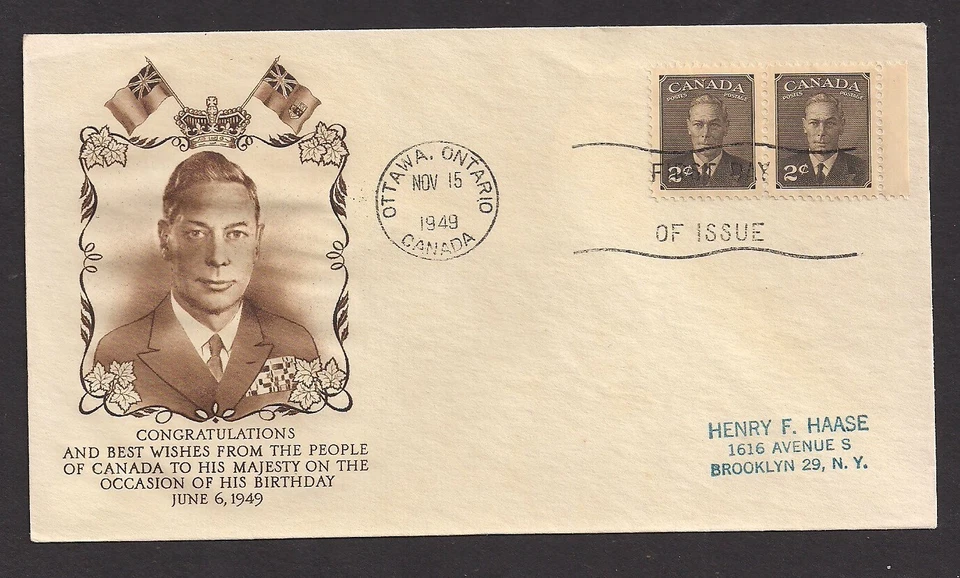 CONGRATULATIONS
AND BEST WISHES FROM THE PEOPLE
OF CANADA TO HIS MAJESTY ON THE
OCCASION OF HIS BIRTHDAY
JUNE 6, 1949
OTTAWA, ONTARIO
NOV 15
1949
CANADA
CANADA
POSTES POSTAGE
2¢
CANADA
POSTES POSTAGE
2¢
FIRST DAY
OF ISSUE
HENRY F. HAASE
1616 AVENUE S
BROOKLYN 29, N. Y.